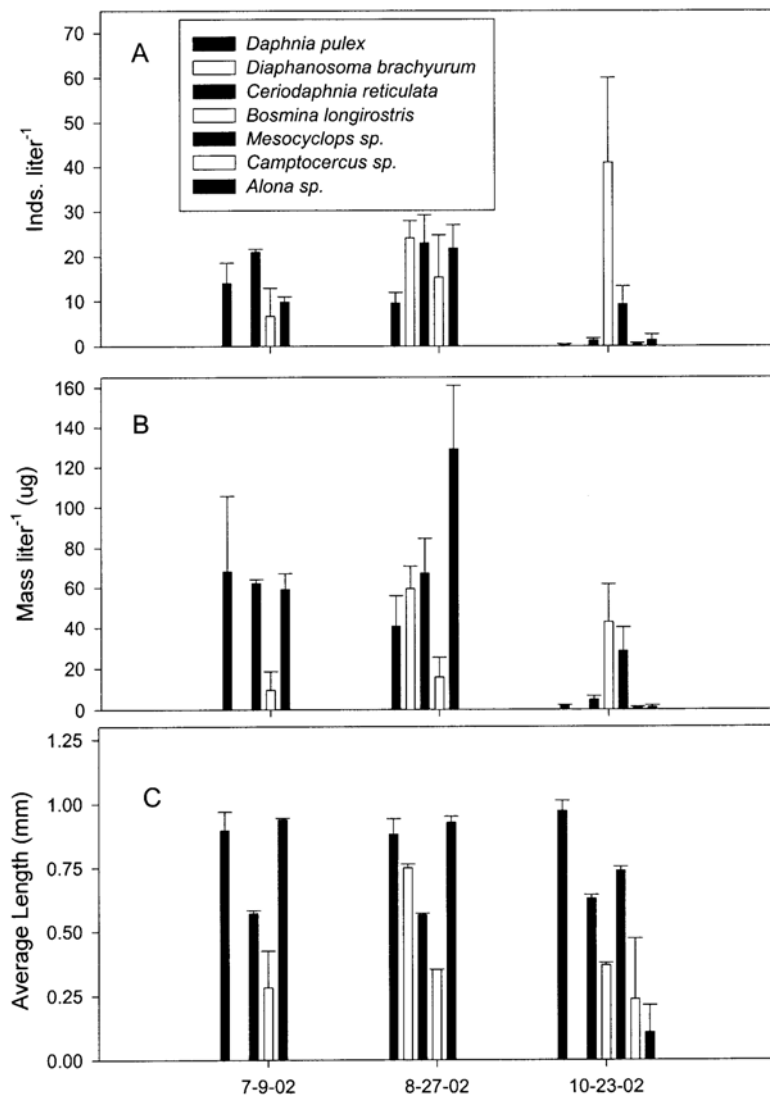 70
60
50
40
30
20
10
0
Inds. liter⁻¹
A
Daphnia pulex
Diaphanosoma brachyurum
Ceriodaphnia reticulata
Bosmina longirostris
Mesocyclops sp.
Camptocercus sp.
Alona sp.
160
140
120
100
80
60
40
20
0
Mass liter⁻¹ (ug)
B
1.25
1.00
0.75
0.50
0.25
0.00
Average Length (mm)
C
7-9-02 8-27-02 10-23-02